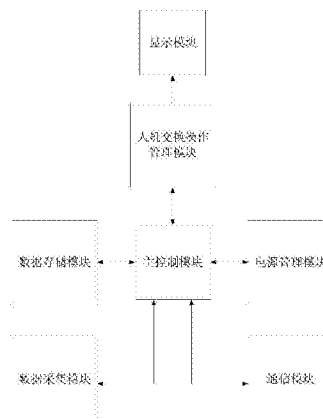 显示模块
人机交换操作
管理模块
数据存储模块
主控制模块
电源管理模块
数据采集模块
通信模块